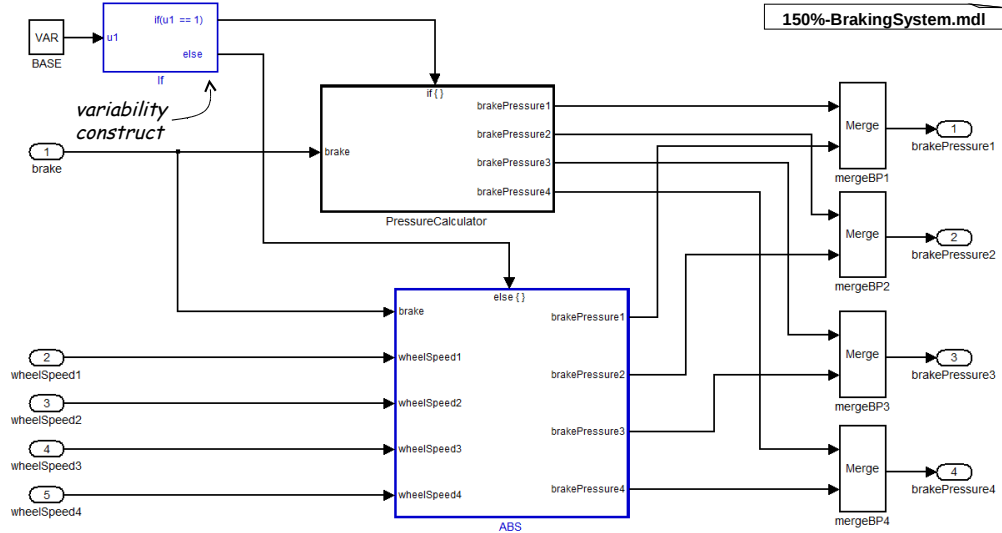 150%-BrakingSystem.mdl
VAR
BASE
u1
if(u1 == 1)
else
If
variability
construct
1
brake
if { }
brake
brakePressure1
brakePressure2
brakePressure3
brakePressure4
PressureCalculator
else { }
brake
wheelSpeed1
wheelSpeed2
wheelSpeed3
wheelSpeed4
brakePressure1
brakePressure2
brakePressure3
brakePressure4
ABS
2
wheelSpeed1
3
wheelSpeed2
4
wheelSpeed3
5
wheelSpeed4
Merge
mergeBP1
1
brakePressure1
Merge
mergeBP2
2
brakePressure2
Merge
mergeBP3
3
brakePressure3
Merge
mergeBP4
4
brakePressure4